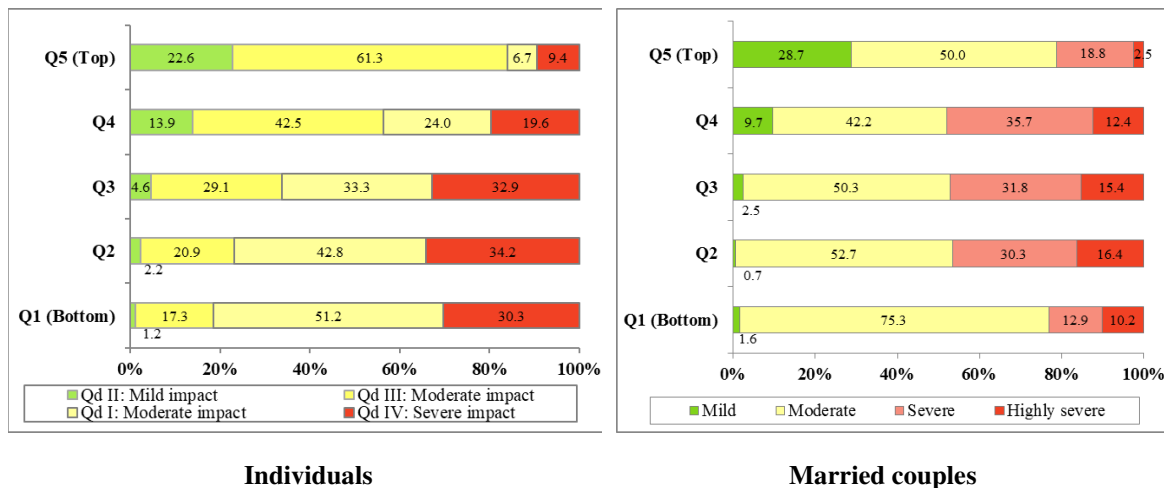 Q5 (Top) 22.6 61.3 6.7 9.4
Q4 13.9 42.5 24.0 19.6
Q3 4.6 29.1 33.3 32.9
Q2 20.9 42.8 34.2
2.2
Q1 (Bottom) 17.3 51.2 30.3
1.2
0% 20% 40% 60% 80% 100%
Qd II: Mild impact Qd III: Moderate impact
Qd I: Moderate impact Qd IV: Severe impact
Individuals
Q5 (Top) 28.7 50.0 18.8 2.5
Q4 9.7 42.2 35.7 12.4
Q3 50.3 31.8 15.4
2.5
Q2 52.7 30.3 16.4
0.7
Q1 (Bottom) 75.3 12.9 10.2
1.6
0% 20% 40% 60% 80% 100%
Mild Moderate Severe Highly severe
Married couples